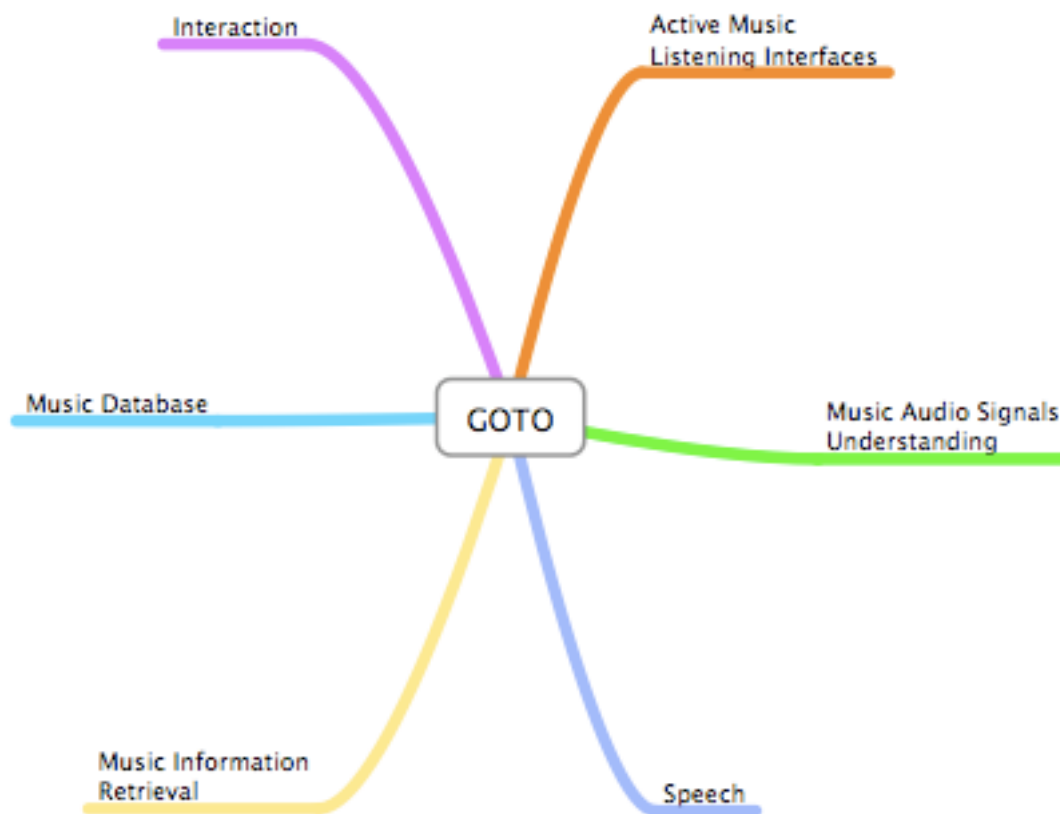 Interaction
Active Music
Listening Interfaces
Music Database
GOTO
Music Audio Signals
Understanding
Music Information
Retrieval
Speech